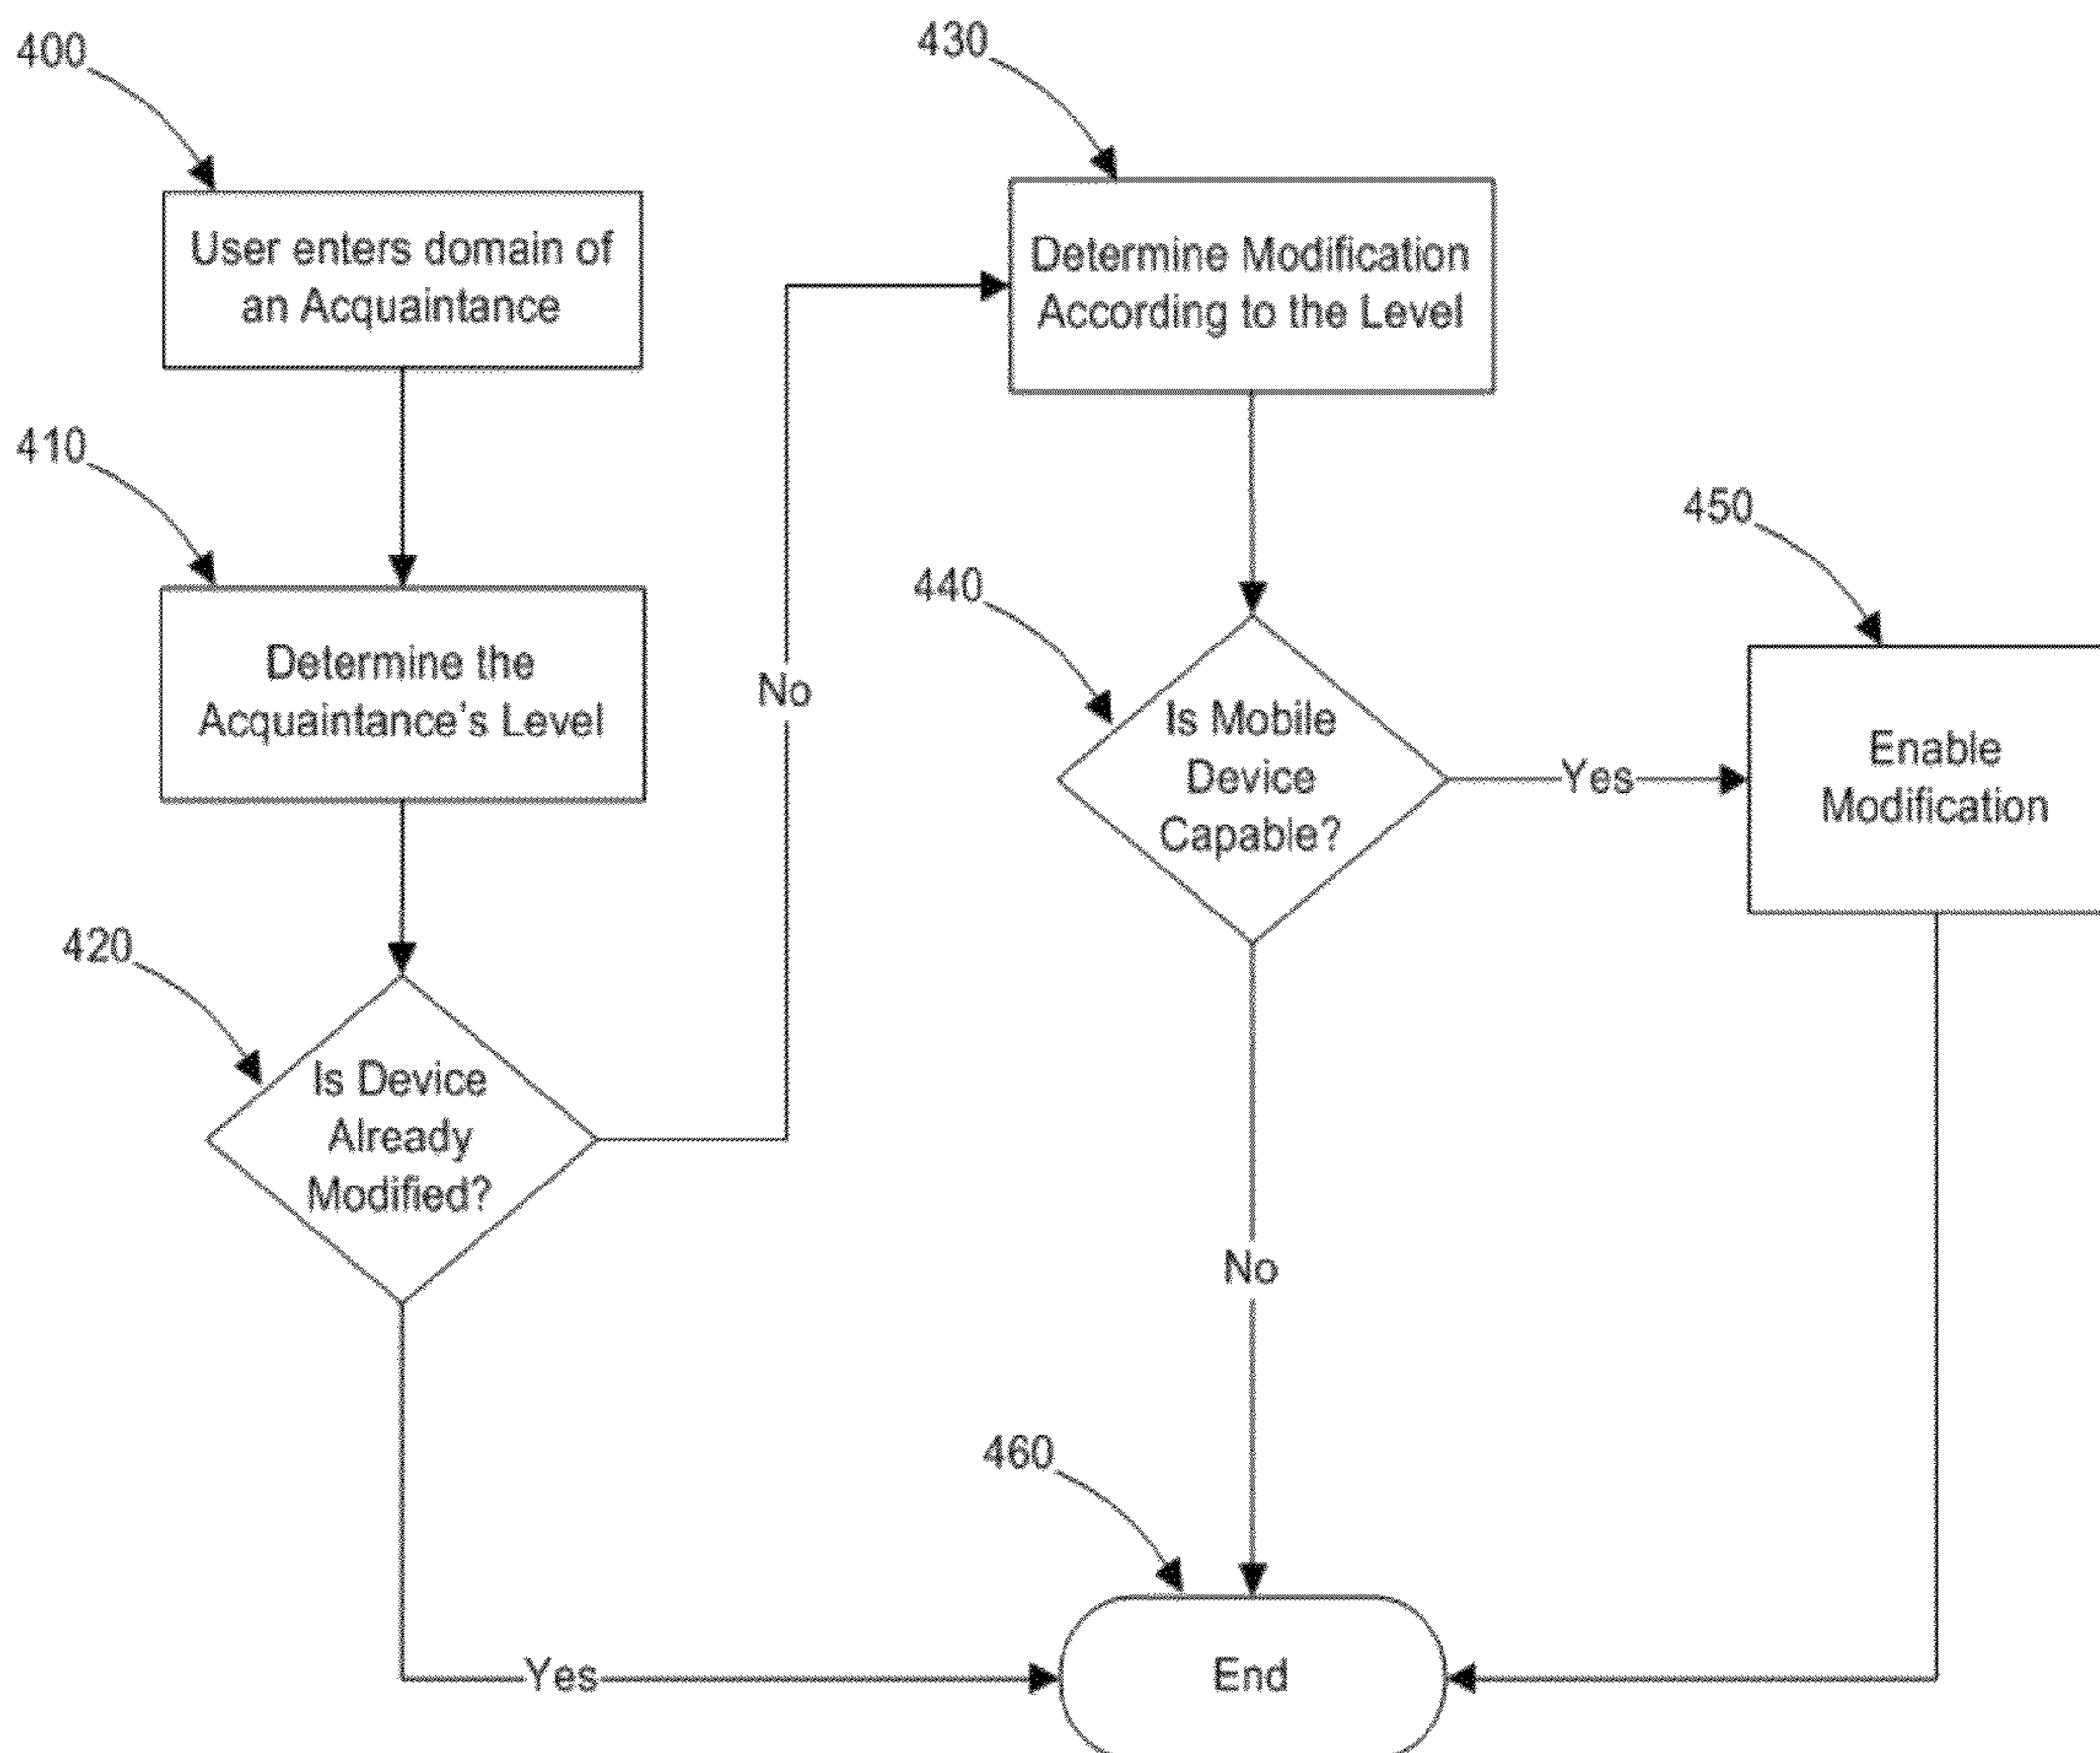 400
User enters domain of
an Acquaintance
410
Determine the
Acquaintance's Level
420
Is Device
Already
Modified?
No
Yes
430
Determine Modification
According to the Level
440
Is Mobile
Device
Capable?
Yes
No
450
Enable
Modification
460
End